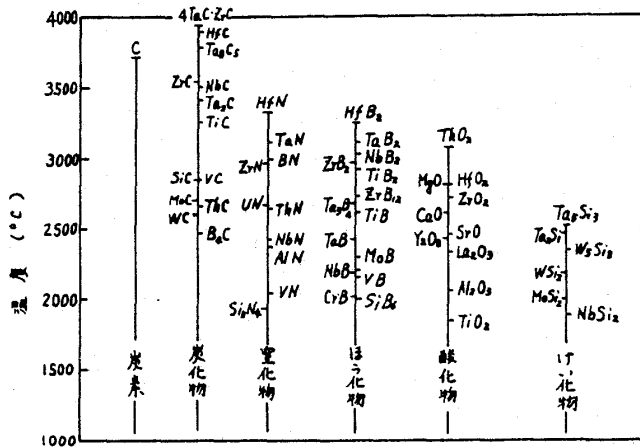 温度 (°C)
4000
3500
3000
2500
2000
1500
1000
C
炭素
4TaC・ZrC
HfC
Ta8C5
ZrC
NbC
Ta2C
TiC
SiC
VC
MoC
ThC
WC
B4C
炭化物
HfN
TaN
BN
ZrN
UN
ThN
NbN
AlN
VN
Si3N4
窒化物
HfB2
TaB2
NbB2
ZrB2
TiB2
ZrB12
Ta3B4
TiB
TaB
MoB
NbB
VB
CrB
SiB6
ほう化物
ThO2
MgO
HfO2
ZrO2
CaO
SrO
Y2O3
La2O3
Al2O3
TiO2
酸化物
Ta5Si3
Ta2Si
W5Si3
WSi2
MoSi2
NbSi2
けい化物